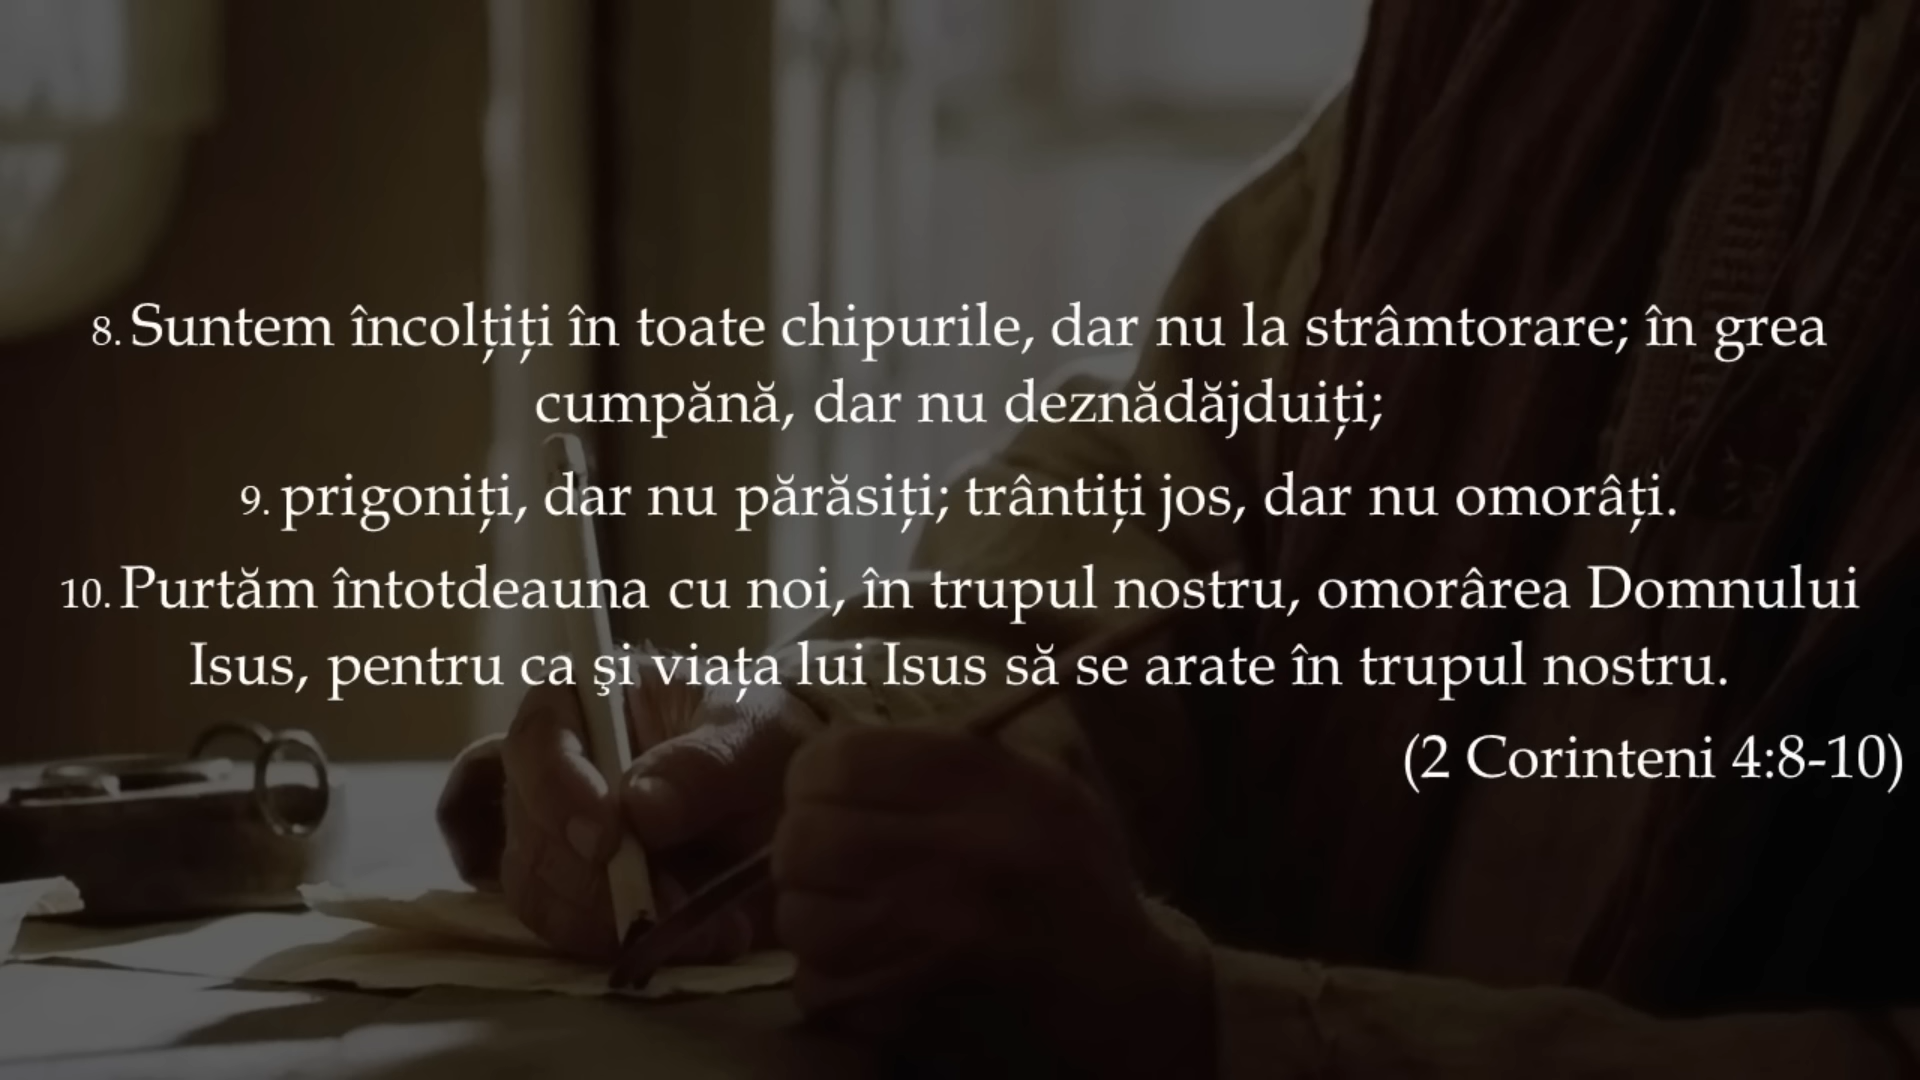 8. Suntem încolțiți în toate chipurile, dar nu la strâmtorare; în grea
cumpănă, dar nu deznădăjduiți;
9. prigoniți, dar nu părăsiți; trântiți jos, dar nu omorâți.
10. Purtăm întotdeauna cu noi, în trupul nostru, omorârea Domnului
Isus, pentru ca şi viața lui Isus să se arate în trupul nostru.
(2 Corinteni 4:8-10)